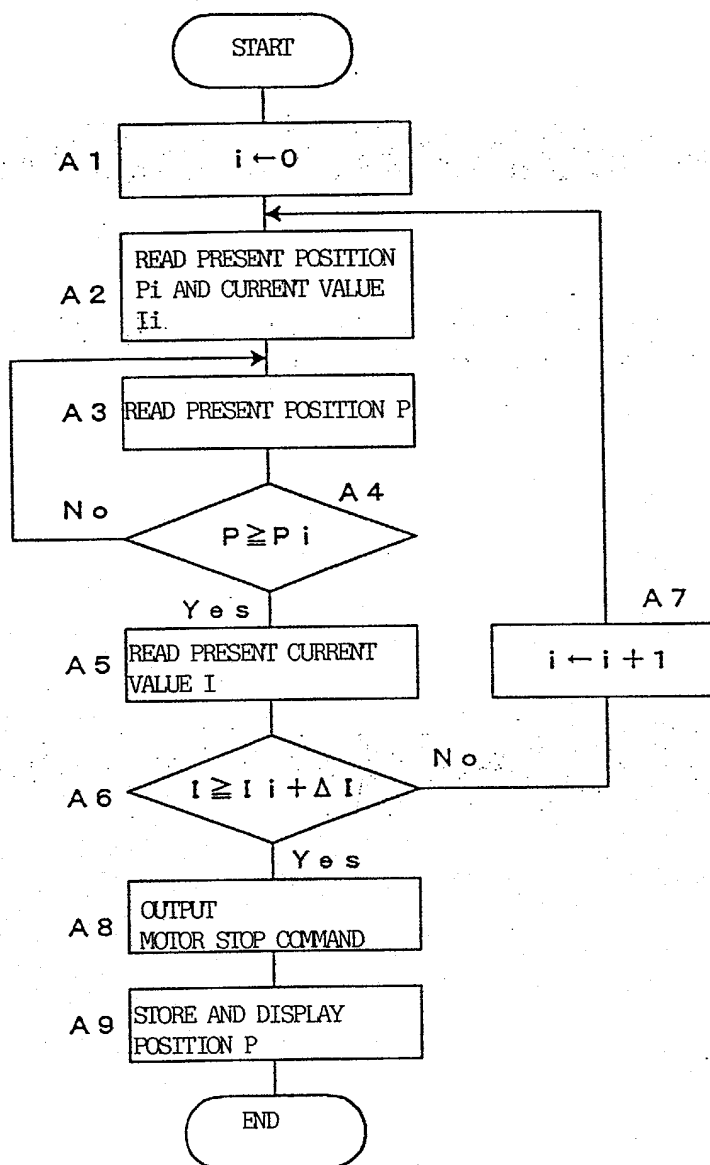 START
A1
i←0
A2
READ PRESENT POSITION
Pi AND CURRENT VALUE
Ii
A3
READ PRESENT POSITION P
A4
No
P≧Pi
Yes
A5
READ PRESENT CURRENT
VALUE I
A7
i←i+1
A6
I≧Ii+ΔI
No
Yes
A8
OUTPUT
MOTOR STOP COMMAND
A9
STORE AND DISPLAY
POSITION P
END